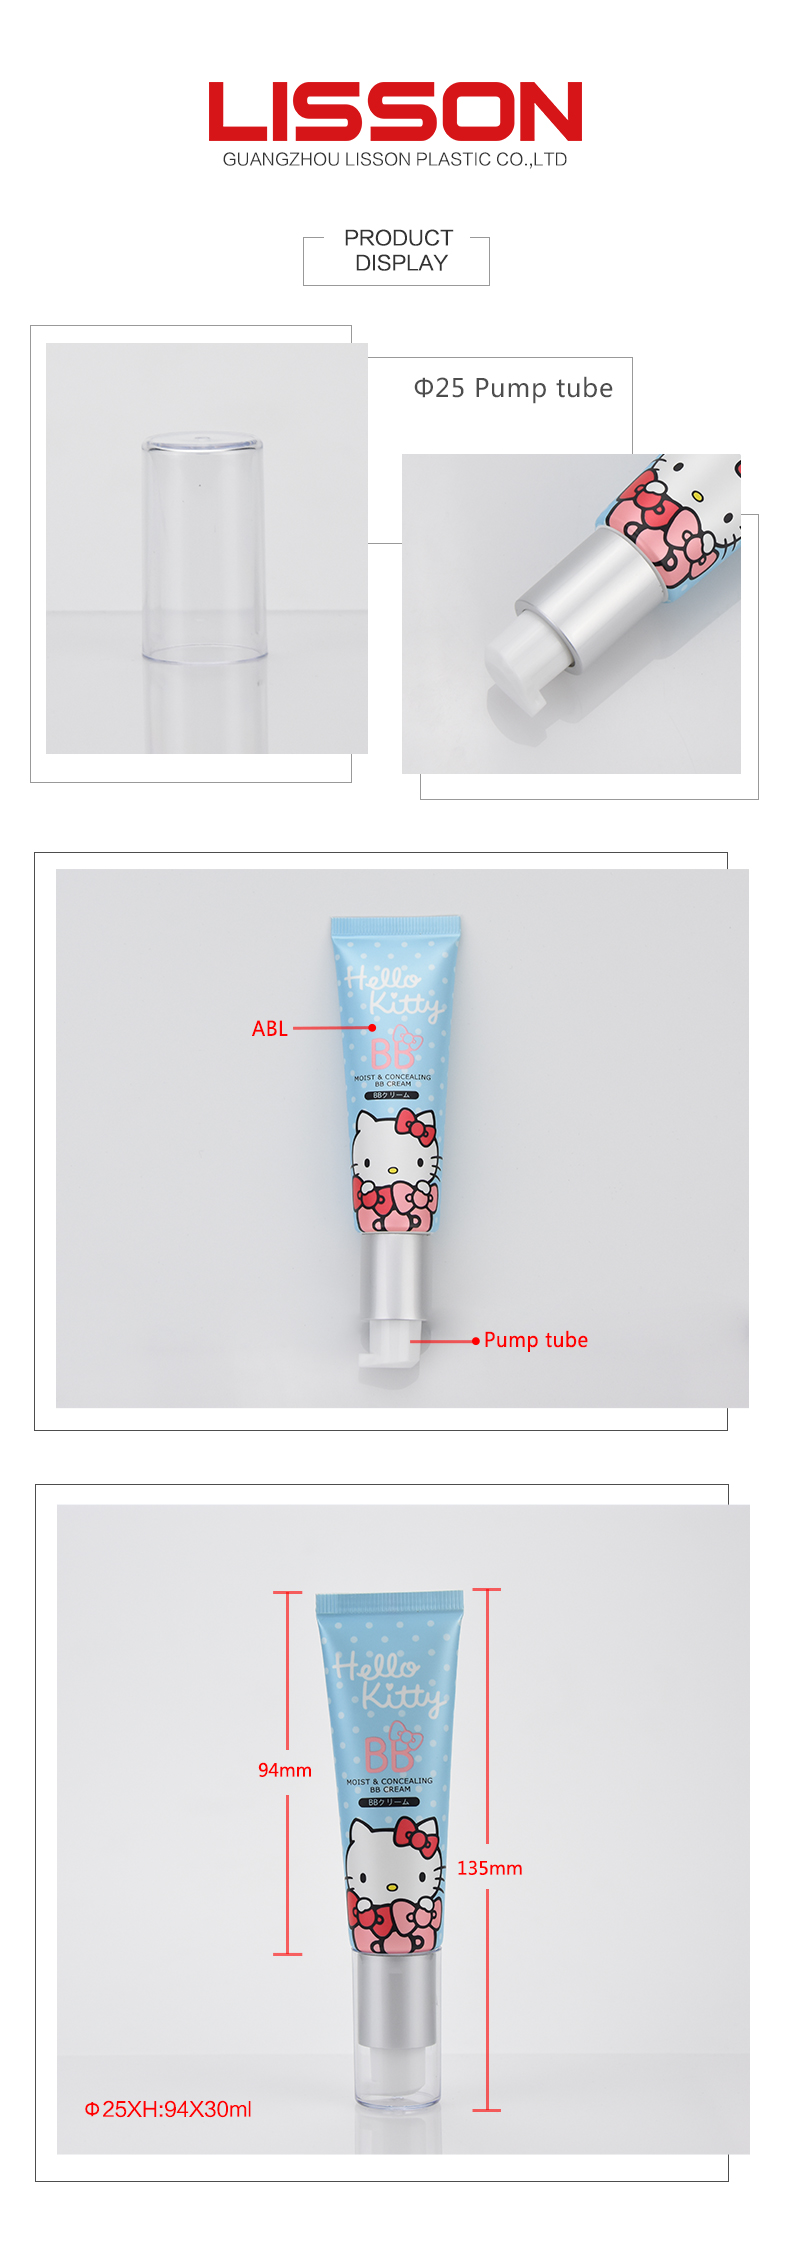 LISSON
GUANGZHOU LISSON PLASTIC CO.,LTD
PRODUCT
DISPLAY
Φ25 Pump tube
Hello
Kitty
ABL
BB
MOIST & CONCEALING
BB CREAM
BBクリーム
Pump tube
Hello
Kitty
BB
94mm
MOIST & CONCEALING
BB CREAM
BBクリーム
135mm
Φ25XH:94X30ml